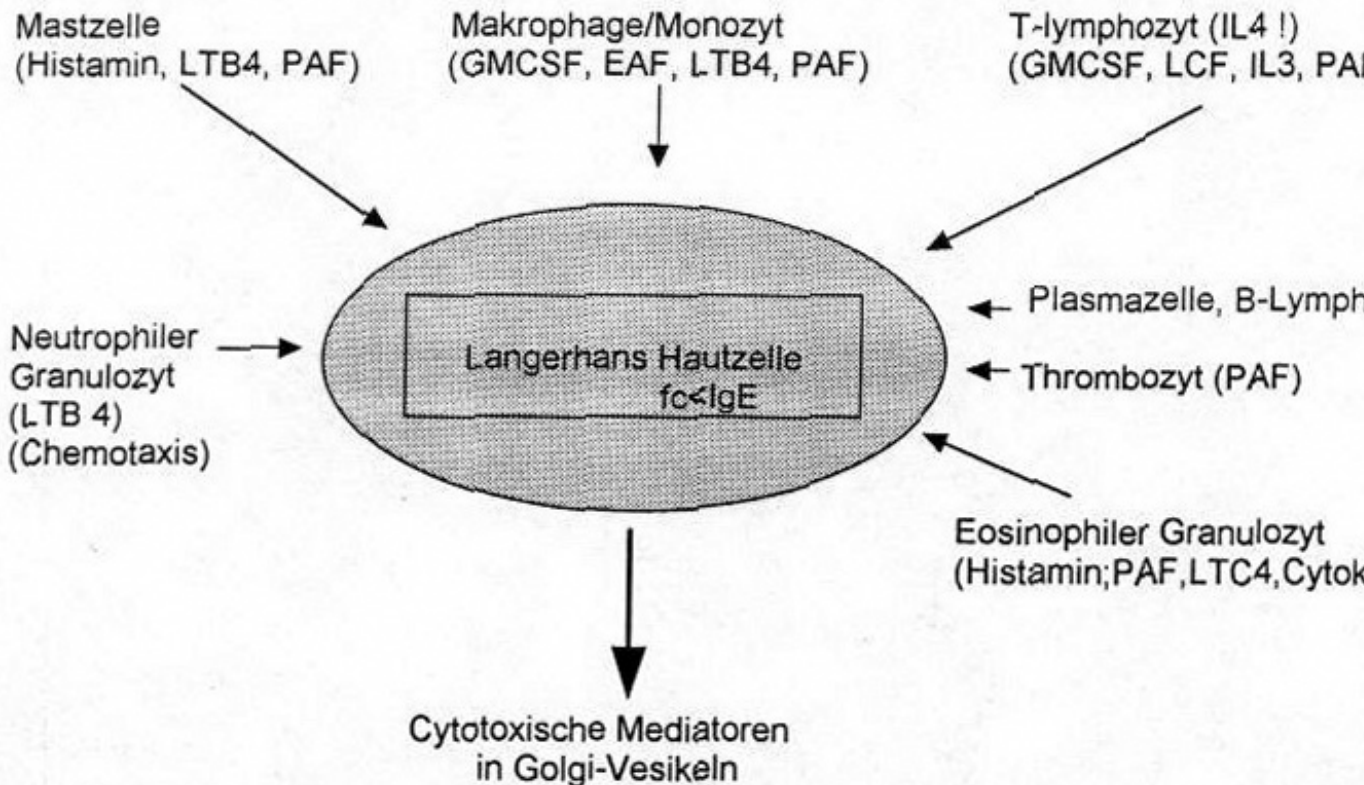 Mastzelle
(Histamin, LTB4, PAF)
Makrophage/Monozyt
(GMCSF, EAF, LTB4, PAF)
T-lymphozyt (IL4 !)
(GMCSF, LCF, IL3,
Neutrophiler
Granulozyt
(LTB 4)
(Chemotaxis)
Langerhans Hautzelle
fc<IgE
Plasmazelle,
Thrombozyt (PAF)
Eosinophiler Granulozyt
(Histamin;PAF,LTC4,
Cytotoxische Mediatoren
in Golgi-Vesikeln